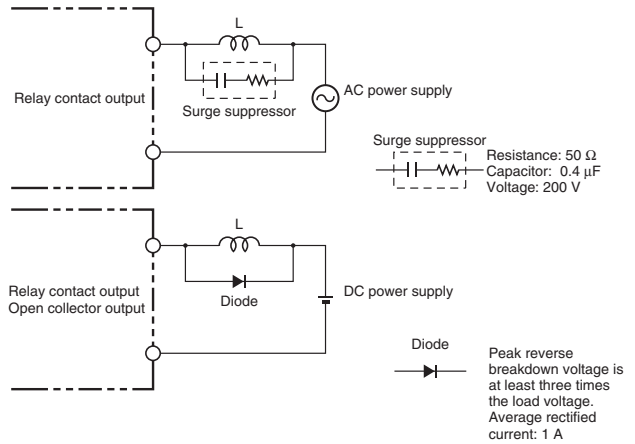 L
Relay contact output
Surge suppressor
AC power supply
Surge suppressor
Resistance: 50 Ω
Capacitor: 0.4 μF
Voltage: 200 V
L
Relay contact output
Open collector output
Diode
DC power supply
Diode
Peak reverse
breakdown voltage is
at least three times
the load voltage.
Average rectified
current: 1 A